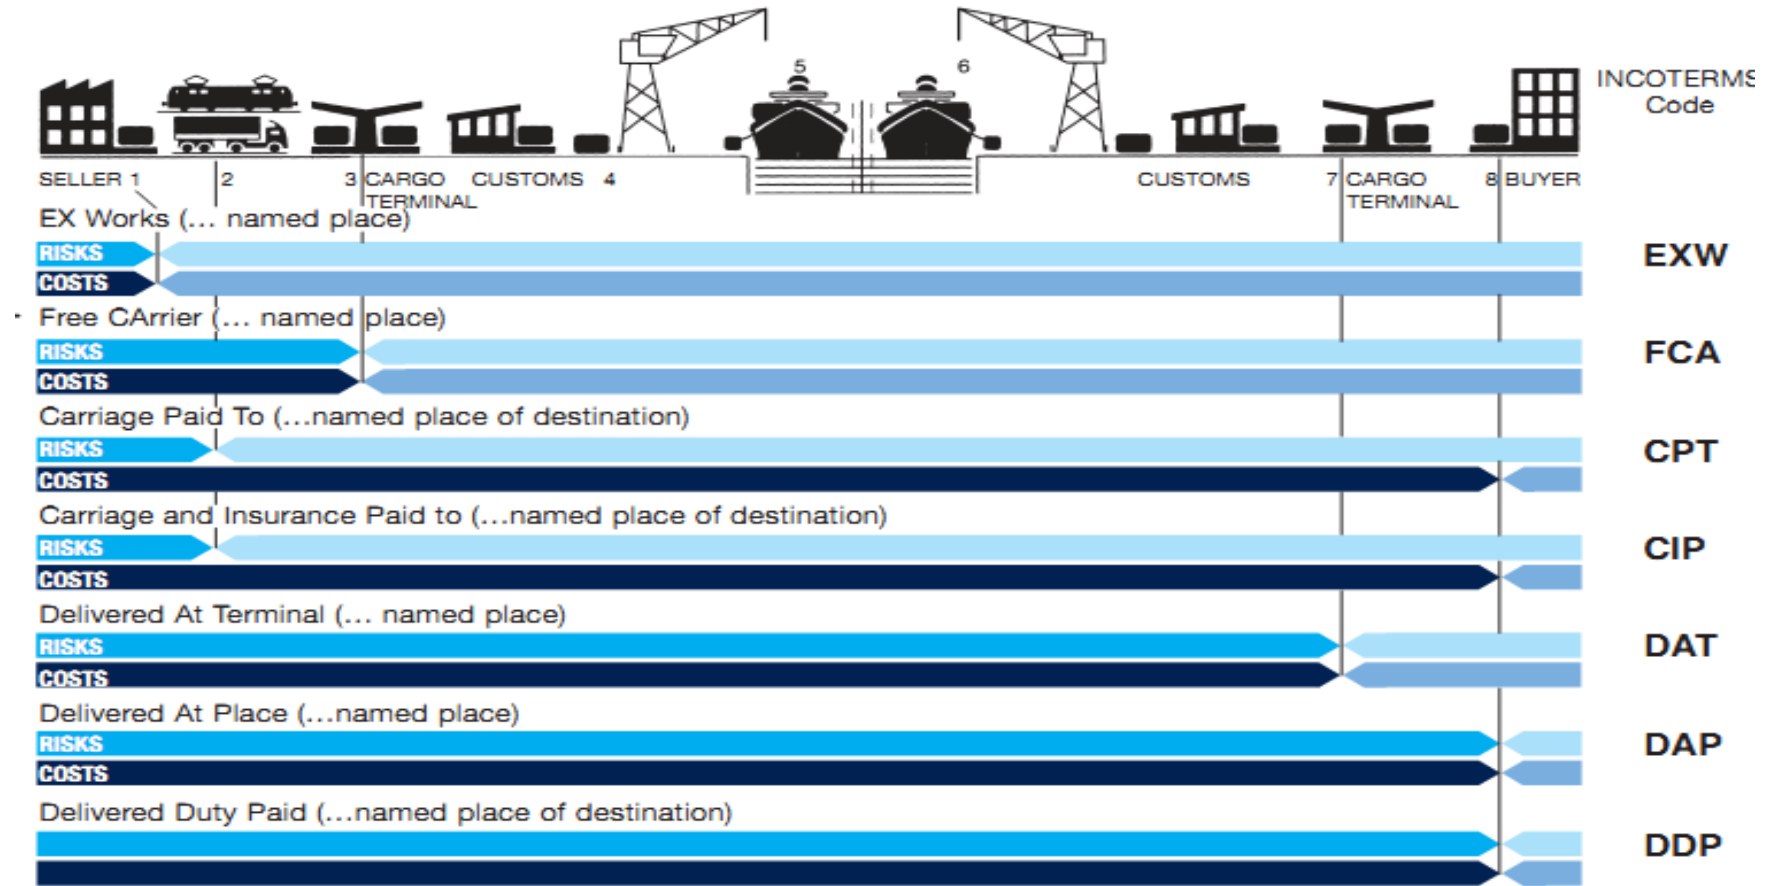 5
6
INCOTERMS
Code
SELLER 1
2
3 CARGO TERMINAL
CUSTOMS 4
CUSTOMS
7 CARGO TERMINAL
8 BUYER
EX Works (... named place)
RISKS
COSTS
EXW
Free CArrier (... named place)
RISKS
COSTS
FCA
Carriage Paid To (...named place of destination)
RISKS
COSTS
CPT
Carriage and Insurance Paid to (...named place of destination)
RISKS
COSTS
CIP
Delivered At Terminal (... named place)
RISKS
COSTS
DAT
Delivered At Place (...named place)
RISKS
COSTS
DAP
Delivered Duty Paid (...named place of destination)
DDP